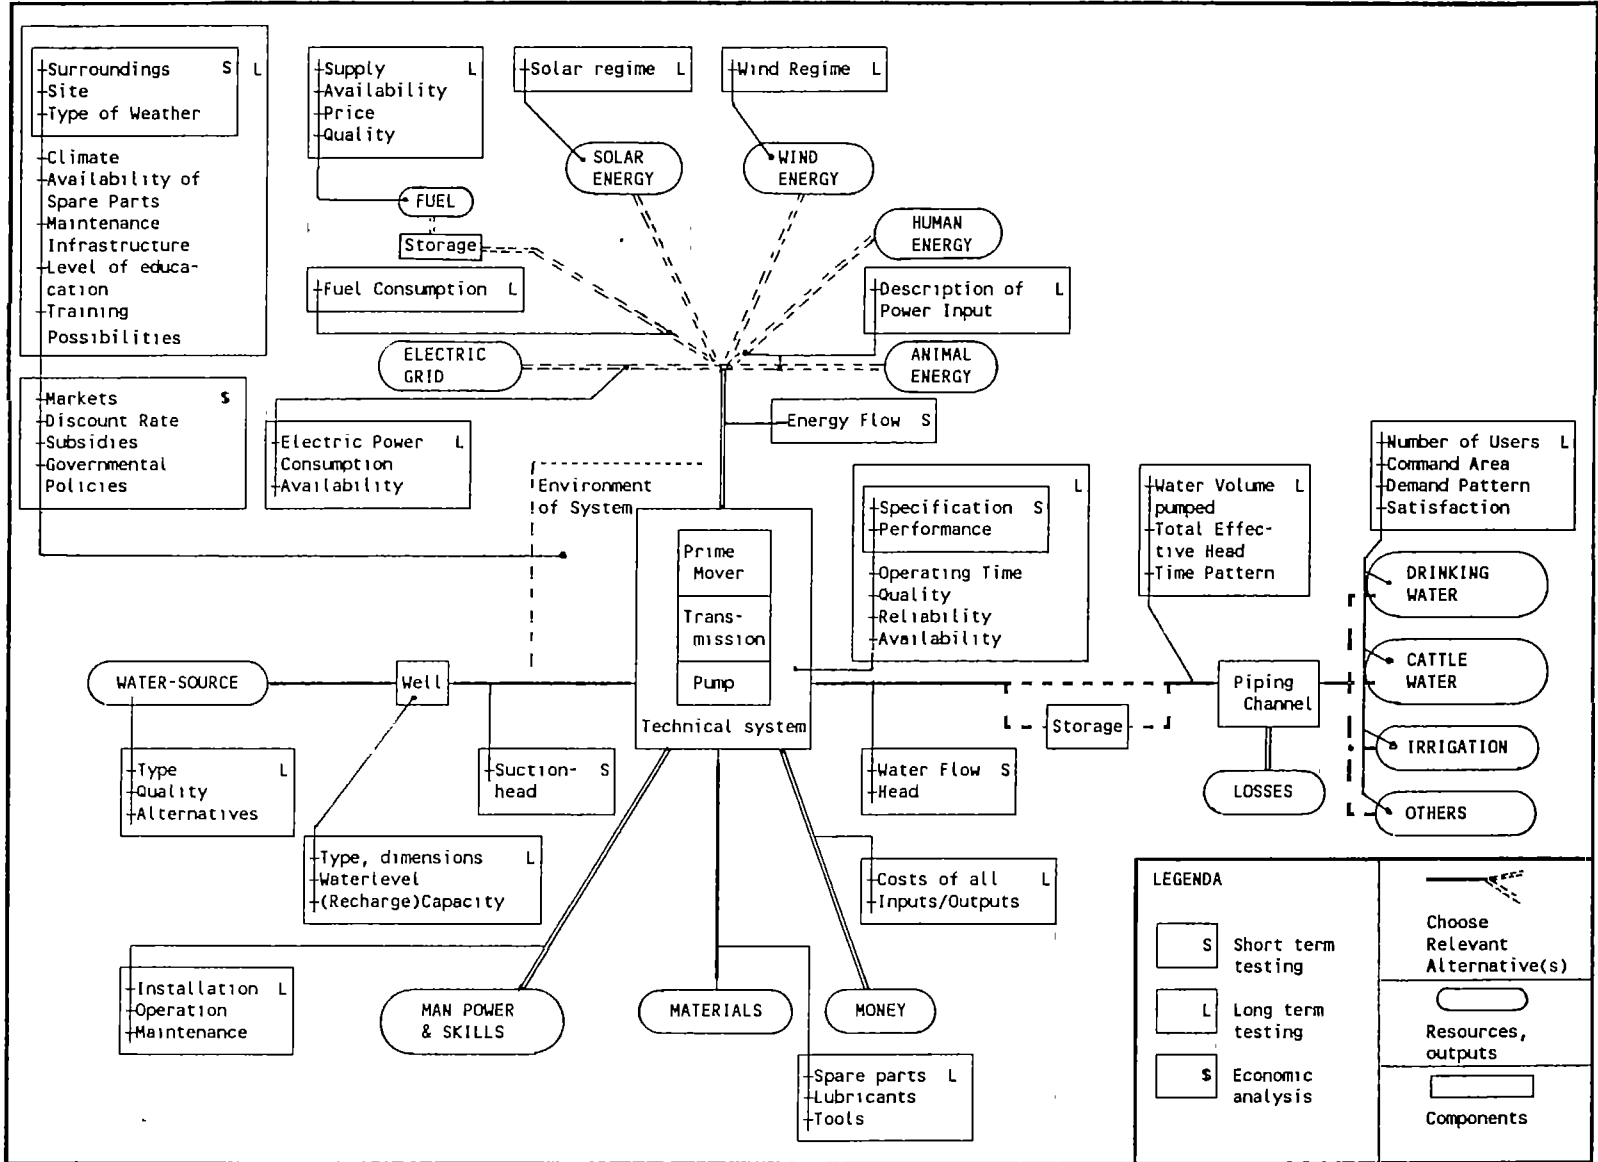 Surroundings S L
Site
Type of Weather
Climate
Availability of
Spare Parts
Maintenance
Infrastructure
Level of educa-
cation
Training
Possibilities
Markets $
Discount Rate
Subsidies
Governmental
Policies
Supply L
Availability
Price
Quality
FUEL
Storage
Fuel Consumption L
ELECTRIC
GRID
Electric Power L
Consumption
Availability
Solar regime L
SOLAR
ENERGY
Wind Regime L
WIND
ENERGY
HUMAN
ENERGY
Description of L
Power Input
ANIMAL
ENERGY
Energy Flow S
Environment
of System
Prime
Mover
Trans-
mission
Pump
Technical system
L
Specification S
Performance
Operating Time
Quality
Reliability
Availability
Water Volume L
pumped
Total Effec-
tive Head
Time Pattern
Number of Users L
Command Area
Demand Pattern
Satisfaction
DRINKING
WATER
CATTLE
WATER
IRRIGATION
OTHERS
WATER-SOURCE
Well
Type L
Quality
Alternatives
Suction- S
head
Type, dimensions L
Waterlevel
(Recharge)Capacity
Water Flow S
Head
Storage
Piping
Channel
LOSSES
Costs of all L
Inputs/Outputs
Installation L
Operation
Maintenance
MAN POWER
& SKILLS
MATERIALS
MONEY
Spare parts L
Lubricants
Tools
LEGENDA
S Short term
testing
L Long term
testing
$ Economic
analysis
Choose
Relevant
Alternative(s)
Resources,
outputs
Components